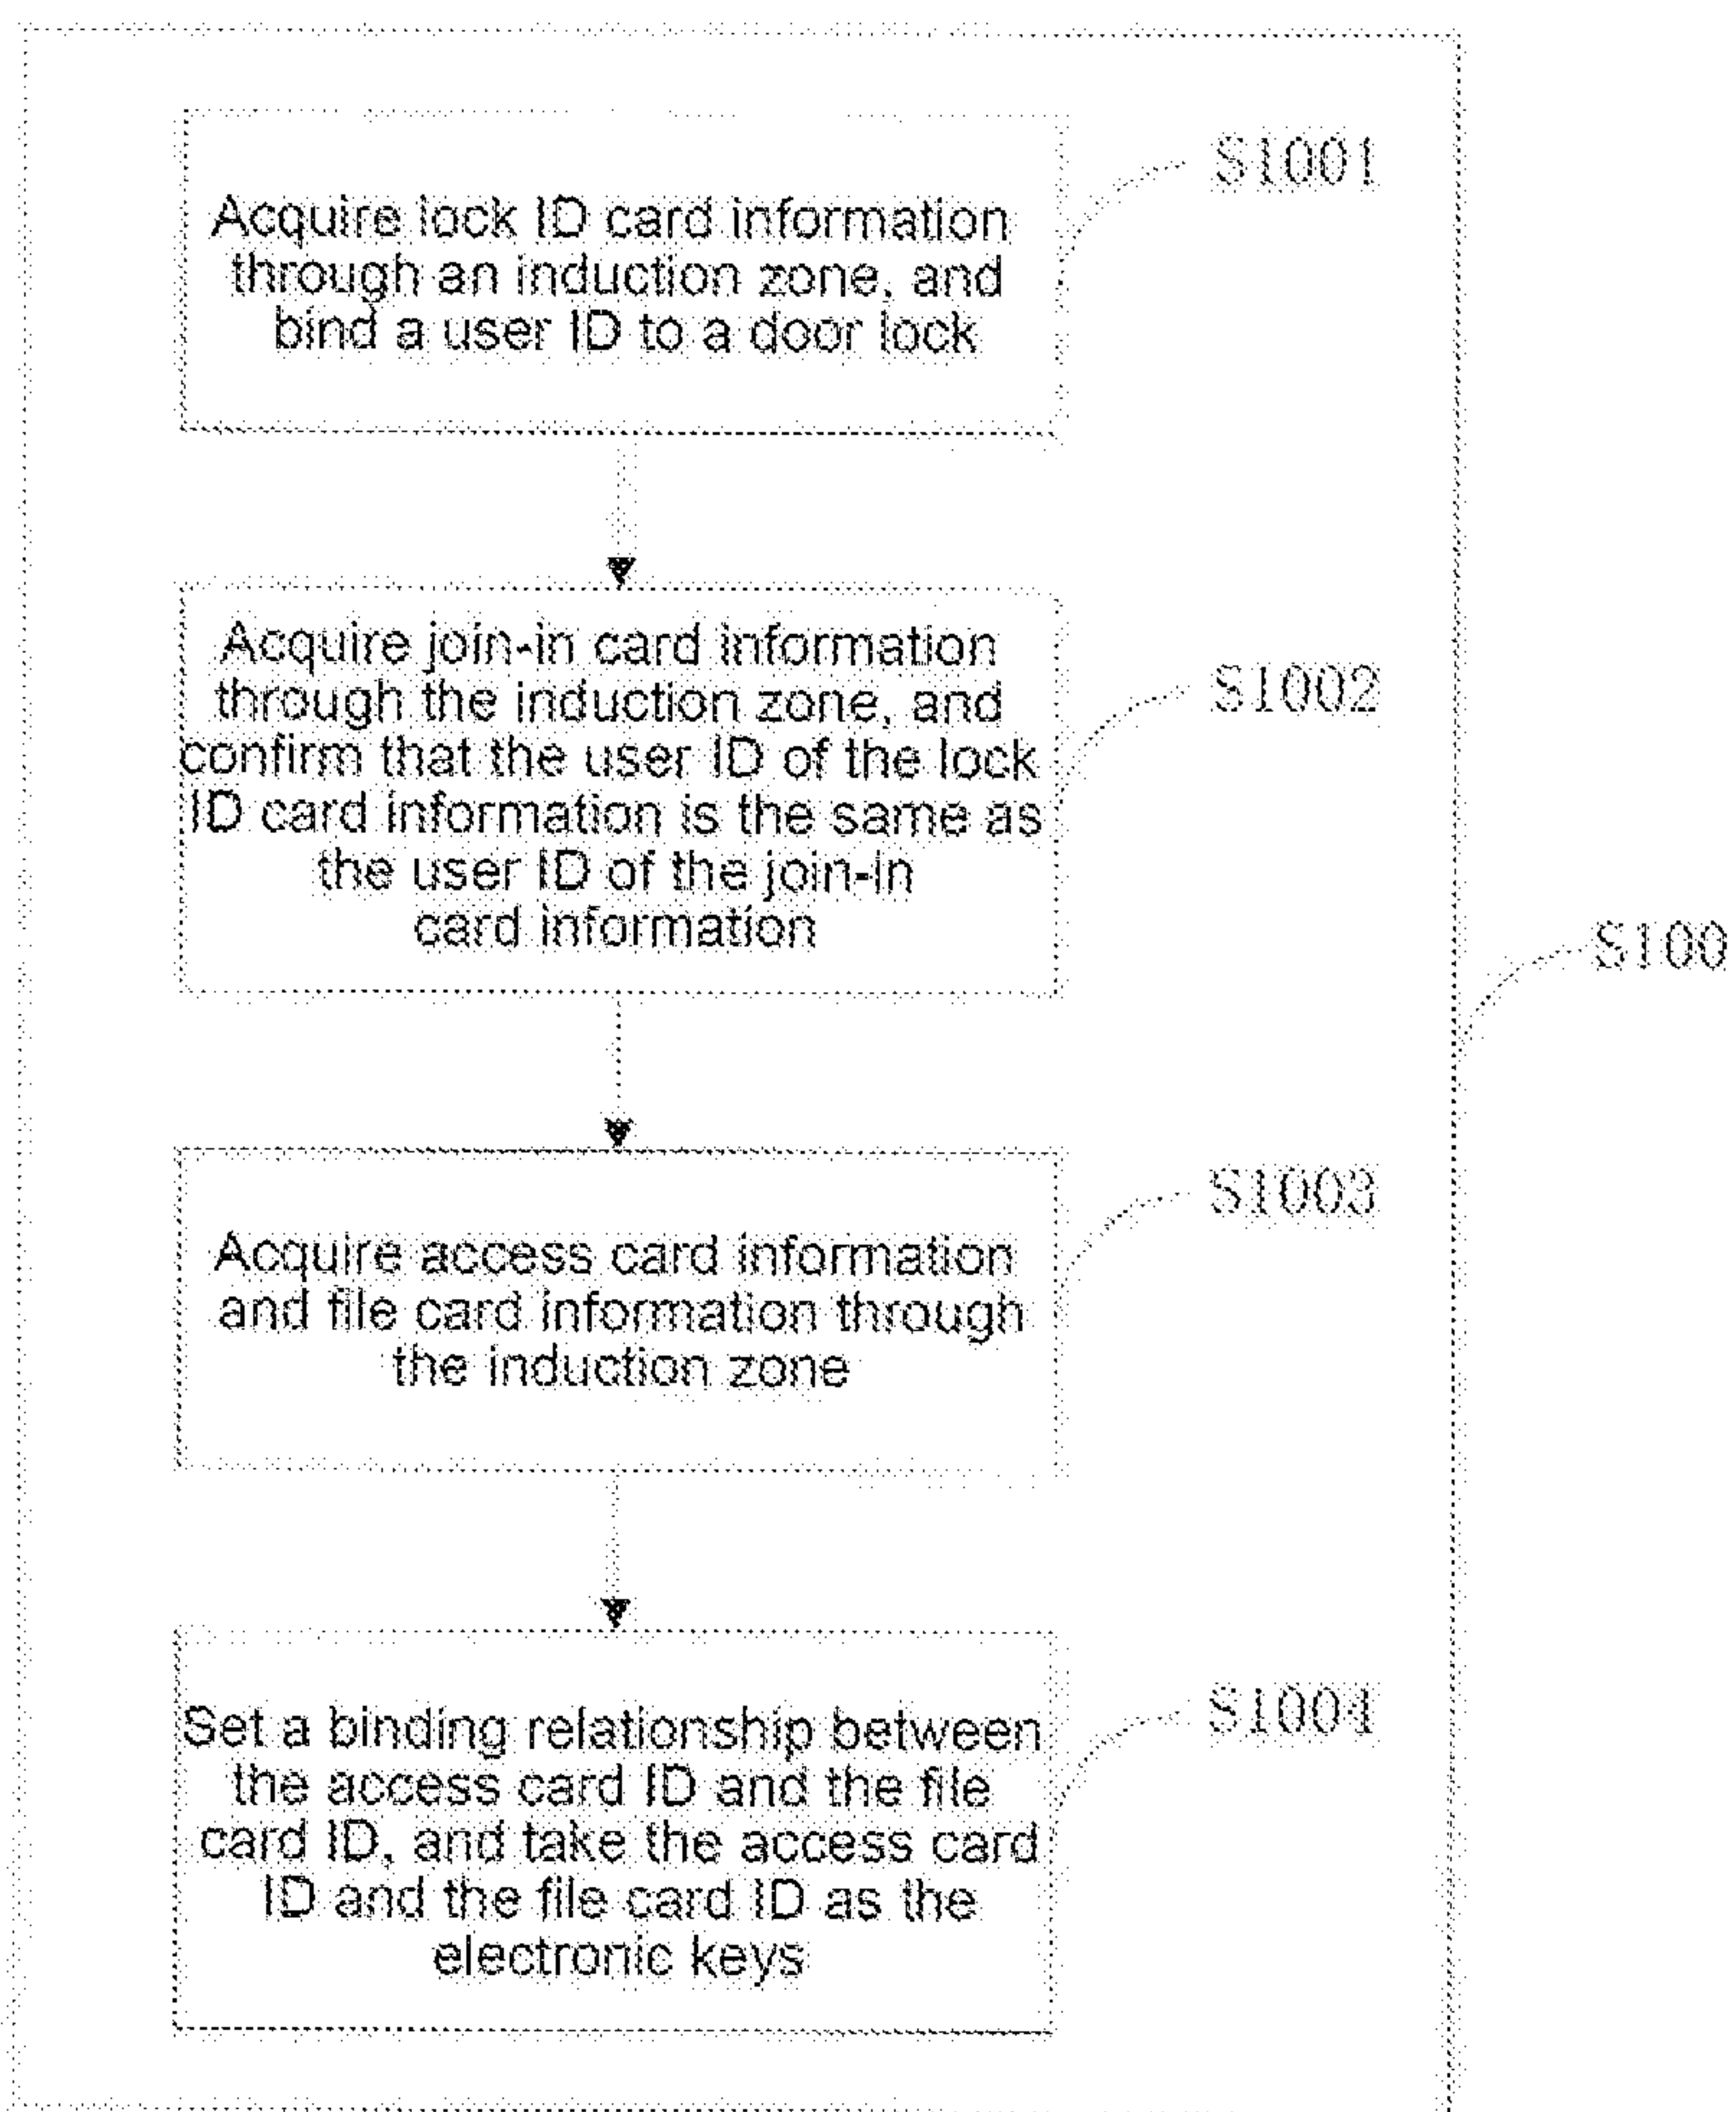 Acquire lock ID card information
through an induction zone, and
bind a user ID to a door lock
S1001
Acquire join-in card information
through the induction zone, and
confirm that the user ID of the lock
ID card information is the same as
the user ID of the join-in
card information
S1002
S100
Acquire access card information
and file card information through
the induction zone
S1003
Set a binding relationship between
the access card ID and the file
card ID, and take the access card
ID and the file card ID as the
electronic keys
S1004